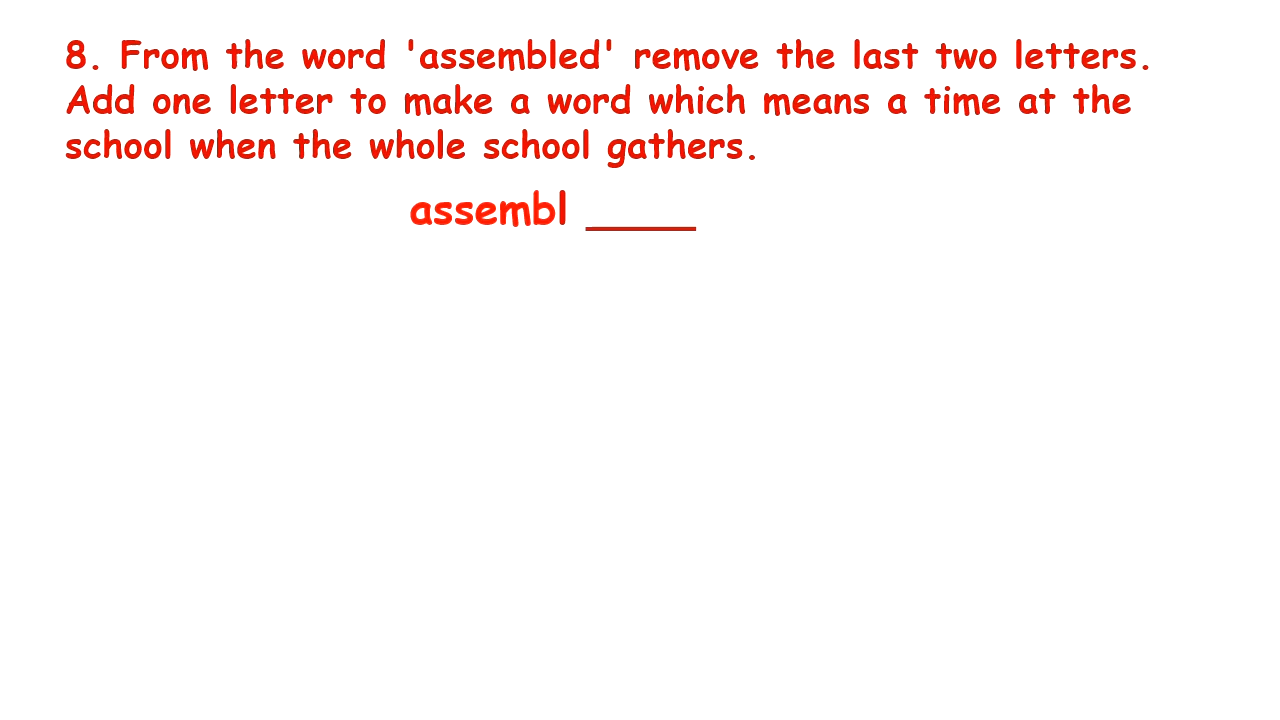 8. From the word 'assembled' remove the last two letters.
Add one letter to make a word which means a time at the
school when the whole school gathers.
assembl _____